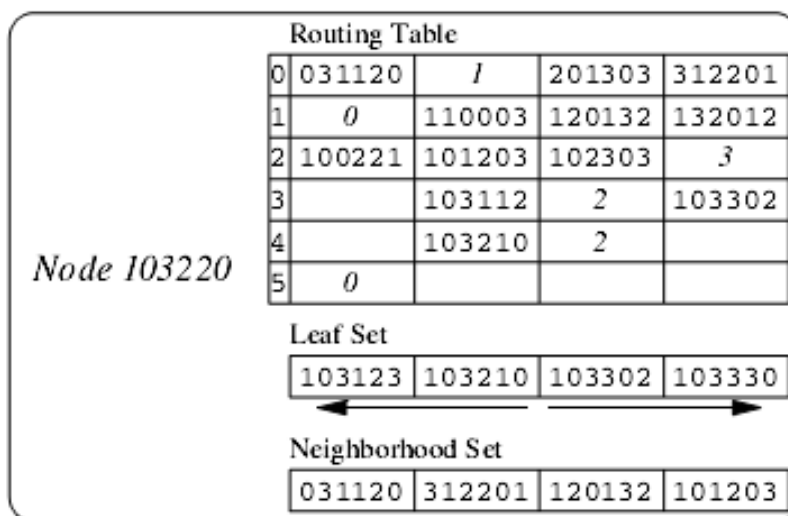 Routing Table
0 031120 1 201303 312201
1 0 110003 120132 132012
2 100221 101203 102303 3
3 103112 2 103302
4 103210 2
Node 103220
5 0
Leaf Set
103123 103210 103302 103330
Neighborhood Set
031120 312201 120132 101203